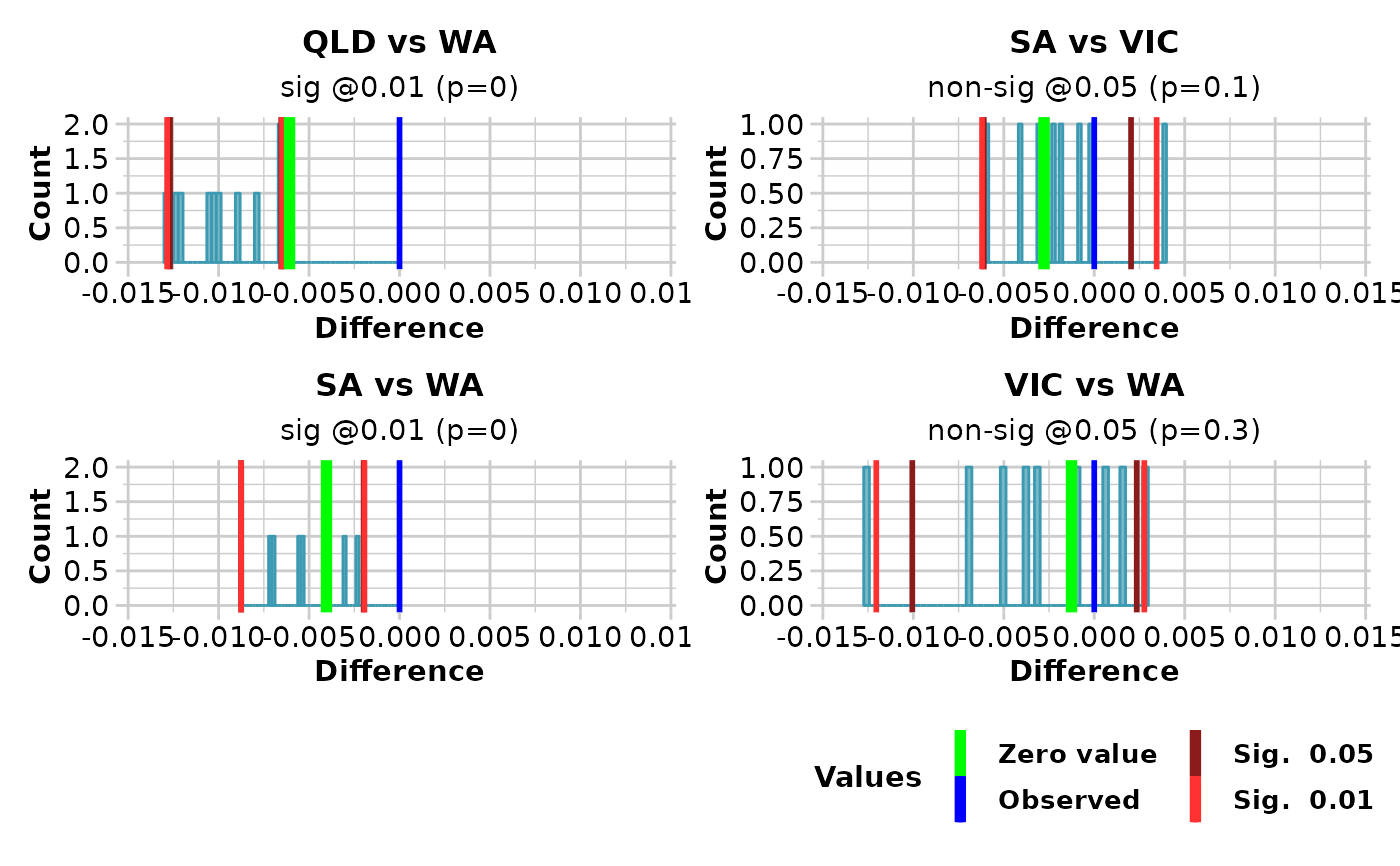 QLD vs WA
sig @0.01 (p=0)
Count
2.0
1.5
1.0
0.5
0.0
-0.015 -0.010 -0.005 0.000 0.005 0.010 0.01
Difference
SA vs VIC
non-sig @0.05 (p=0.1)
Count
1.00
0.75
0.50
0.25
0.00
-0.015 -0.010 -0.005 0.000 0.005 0.010 0.015
Difference
SA vs WA
sig @0.01 (p=0)
Count
2.0
1.5
1.0
0.5
0.0
-0.015 -0.010 -0.005 0.000 0.005 0.010 0.01
Difference
VIC vs WA
non-sig @0.05 (p=0.3)
Count
1.00
0.75
0.50
0.25
0.00
-0.015 -0.010 -0.005 0.000 0.005 0.010 0.015
Difference
Values
Zero value
Observed
Sig. 0.05
Sig. 0.01